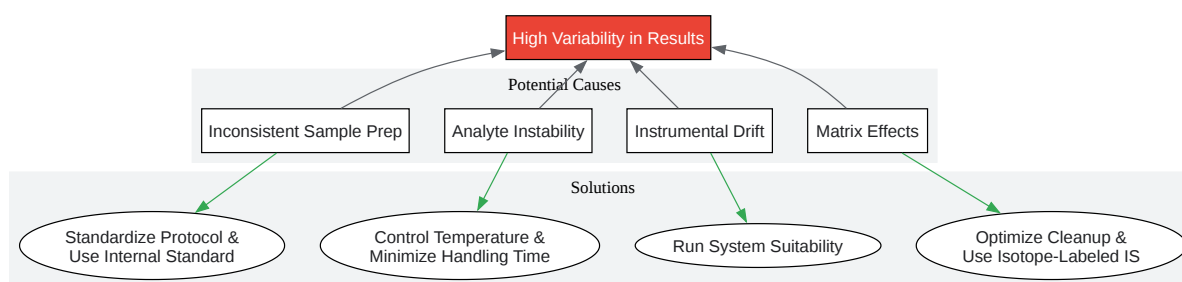 High Variability in Results
Potential Causes
Inconsistent Sample Prep
Analyte Instability
Instrumental Drift
Matrix Effects
Solutions
Standardize Protocol &
Use Internal Standard
Control Temperature &
Minimize Handling Time
Run System Suitability
Optimize Cleanup &
Use Isotope-Labeled IS